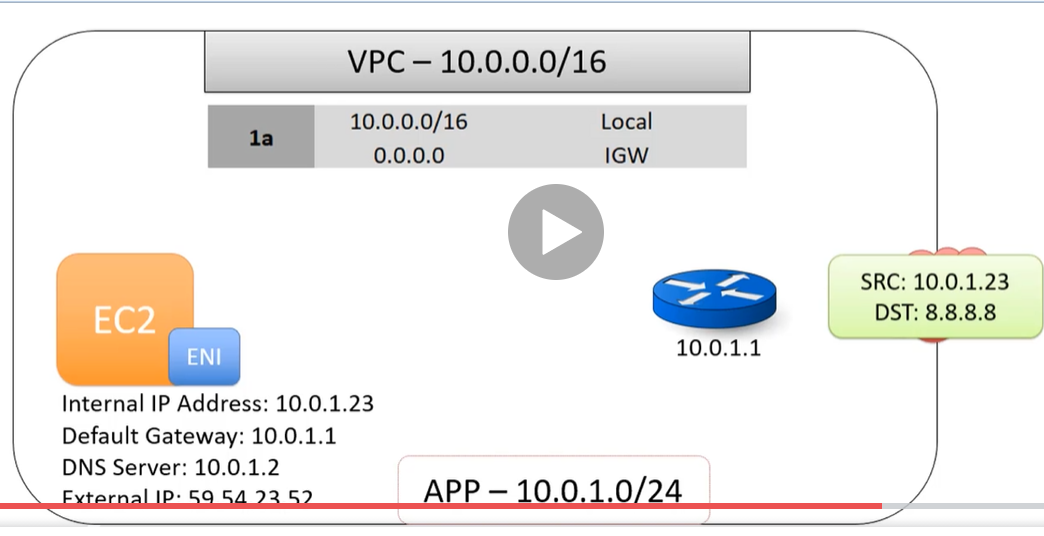 VPC – 10.0.0.0/16
1a
10.0.0.0/16 Local
0.0.0.0 IGW
EC2
ENI
SRC: 10.0.1.23
DST: 8.8.8.8
10.0.1.1
Internal IP Address: 10.0.1.23
Default Gateway: 10.0.1.1
DNS Server: 10.0.1.2
External IP: 59.54.23.52
APP – 10.0.1.0/24